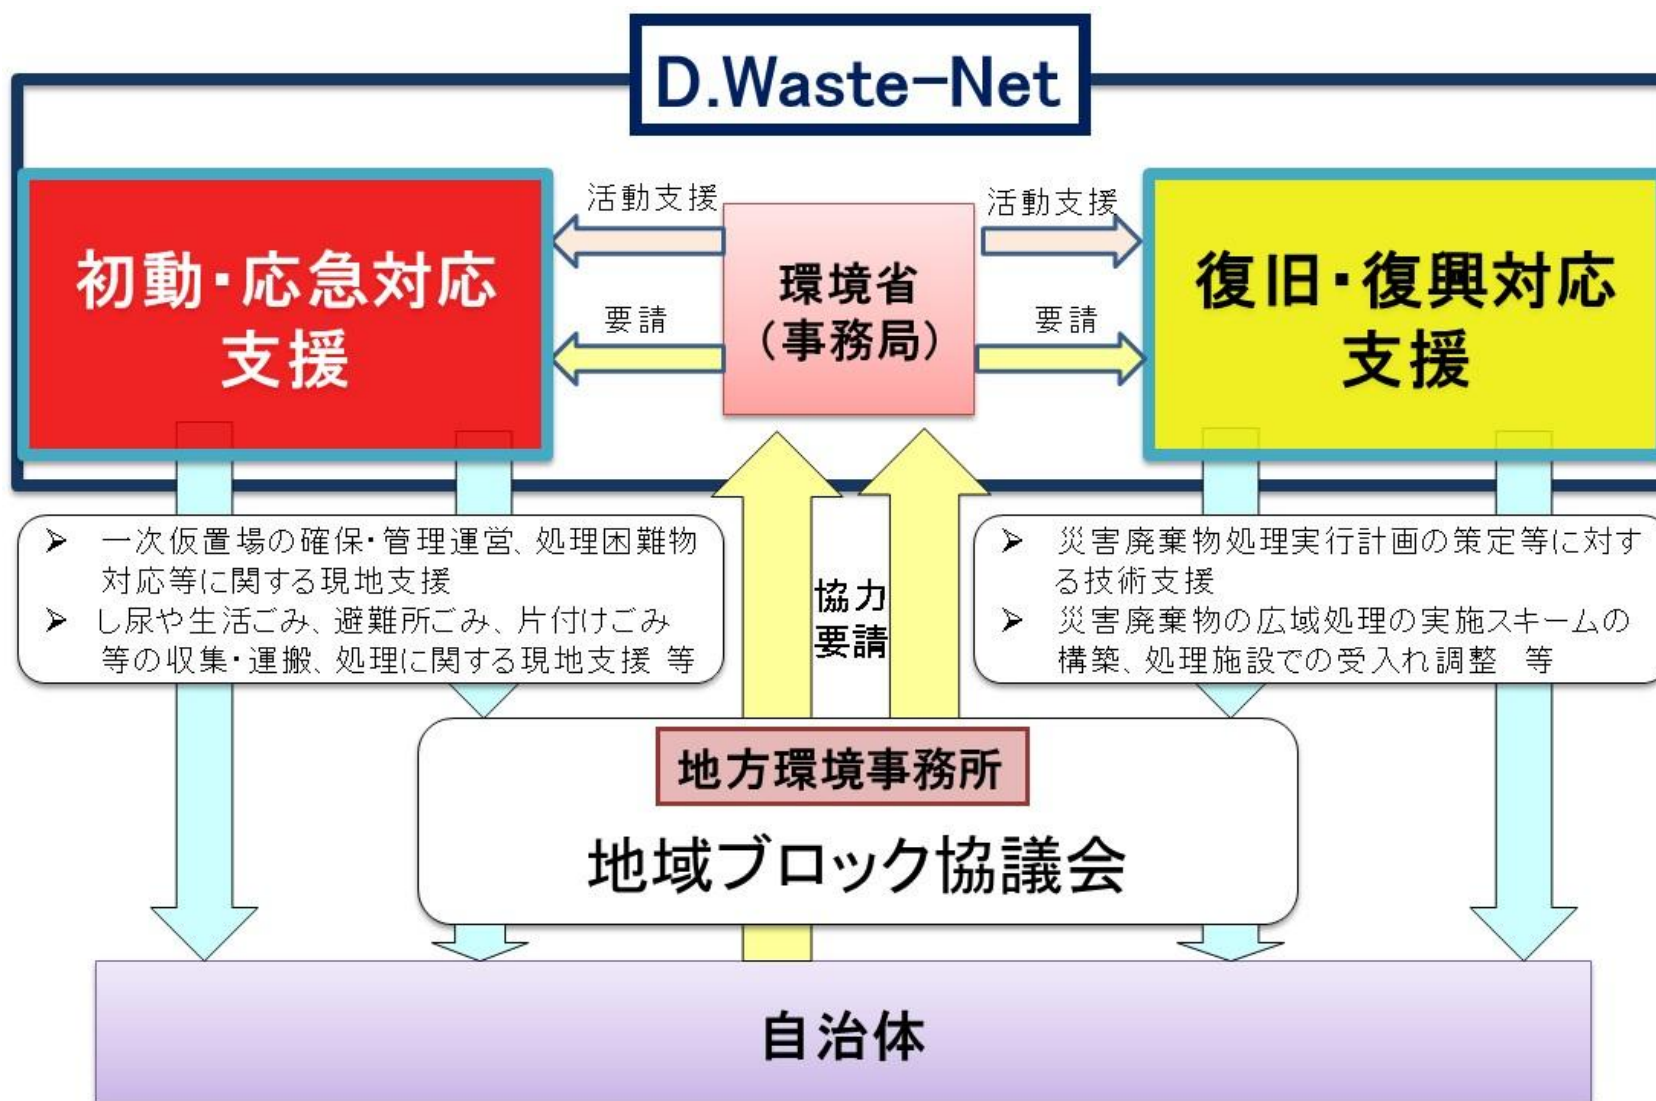 D.Waste-Net
初動・応急対応
支援
活動支援
要請
環境省
(事務局)
活動支援
要請
復旧・復興対応
支援
➢ 一次仮置場の確保・管理運営、処理困難物
対応等に関する現地支援
➢ し尿や生活ごみ、避難所ごみ、片付けごみ
等の収集・運搬、処理に関する現地支援 等
協力
要請
➢ 災害廃棄物処理実行計画の策定等に対す
る技術支援
➢ 災害廃棄物の広域処理の実施スキームの
構築、処理施設での受入れ調整 等
地方環境事務所
地域ブロック協議会
自治体